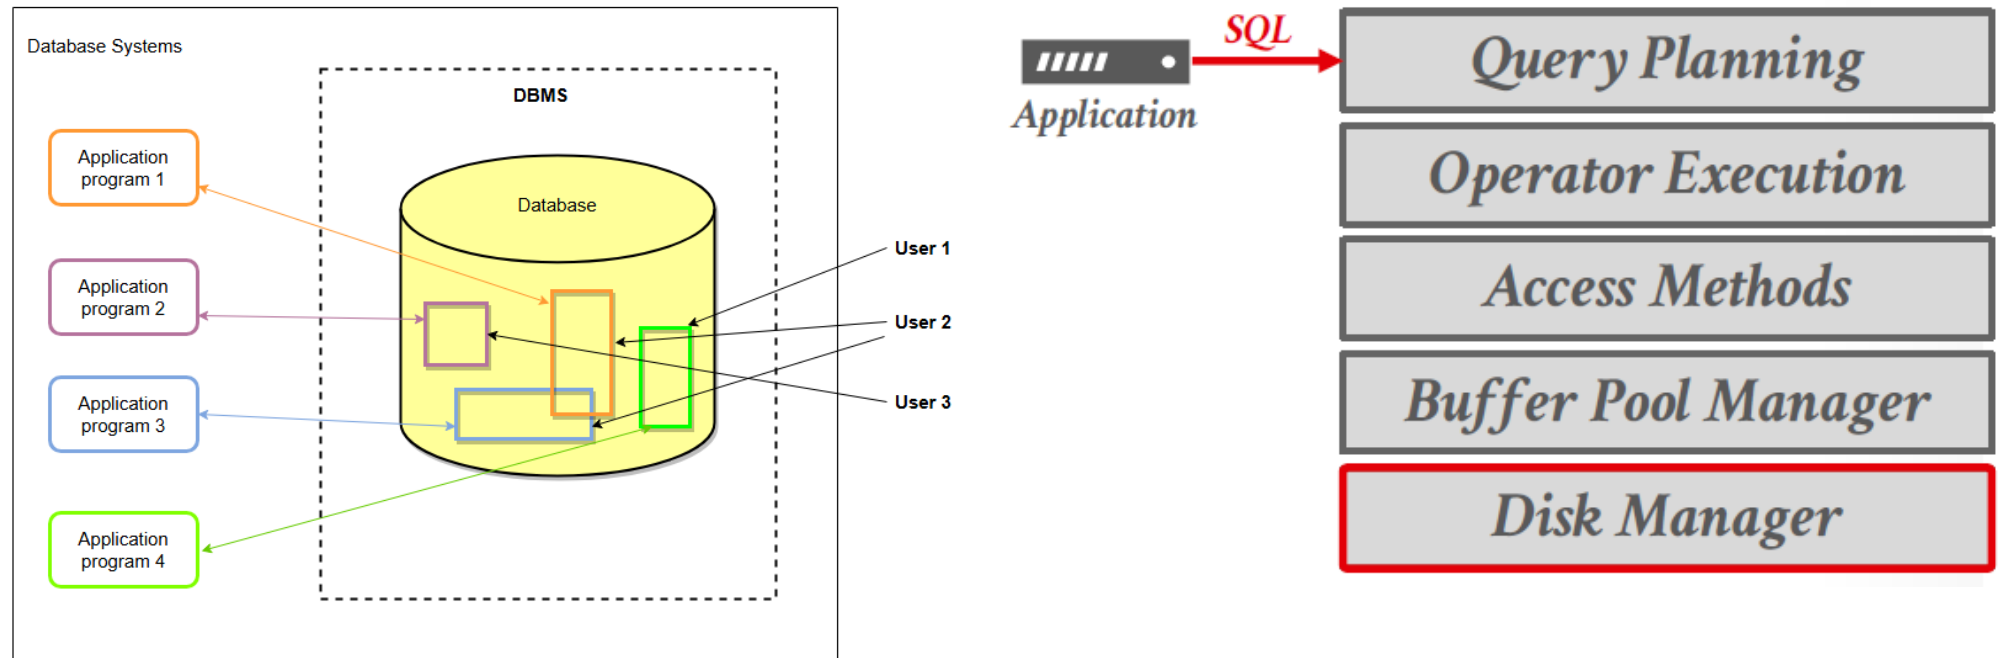 Database Systems
DBMS
Application
program 1
Database
Application
program 2
Application
program 3
Application
program 4
User 1
User 2
User 3
SQL
Application
Query Planning
Operator Execution
Access Methods
Buffer Pool Manager
Disk Manager